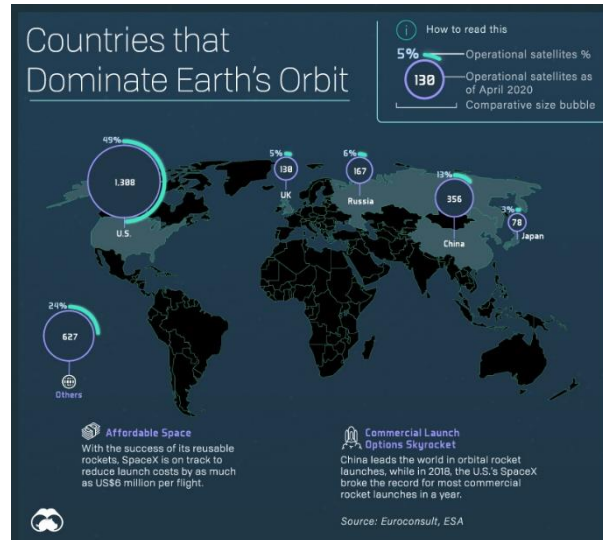 Countries that
Dominate Earth's Orbit
How to read this
5%
Operational satellites %
130
Operational satellites as
of April 2020
Comparative size bubble
49%
1,308
U.S.
5%
130
UK
6%
167
Russia
13%
356
China
3%
78
Japan
24%
627
Others
Affordable Space
With the success of its reusable
rockets, SpaceX is on track to
reduce launch costs by as much
as US$6 million per flight.
Commercial Launch
Options Skyrocket
China leads the world in orbital rocket
launches, while in 2018, the U.S.'s SpaceX
broke the record for most commercial
rocket launches in a year.
Source: Euroconsult, ESA